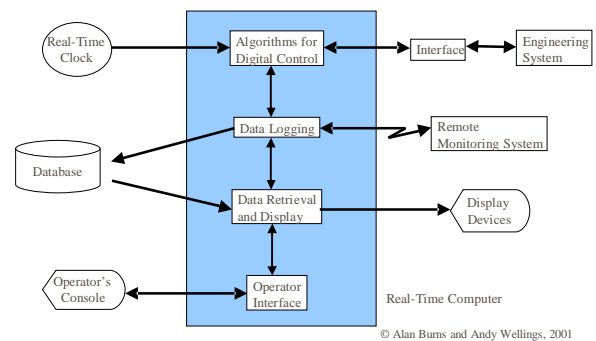 Real-Time
Clock
Algorithms for
Digital Control
Interface
Engineering
System
Data Logging
Remote
Monitoring System
Database
Data Retrieval
and Display
Display
Devices
Operator's
Console
Operator
Interface
Real-Time Computer
© Alan Burns and Andy Wellings, 2001